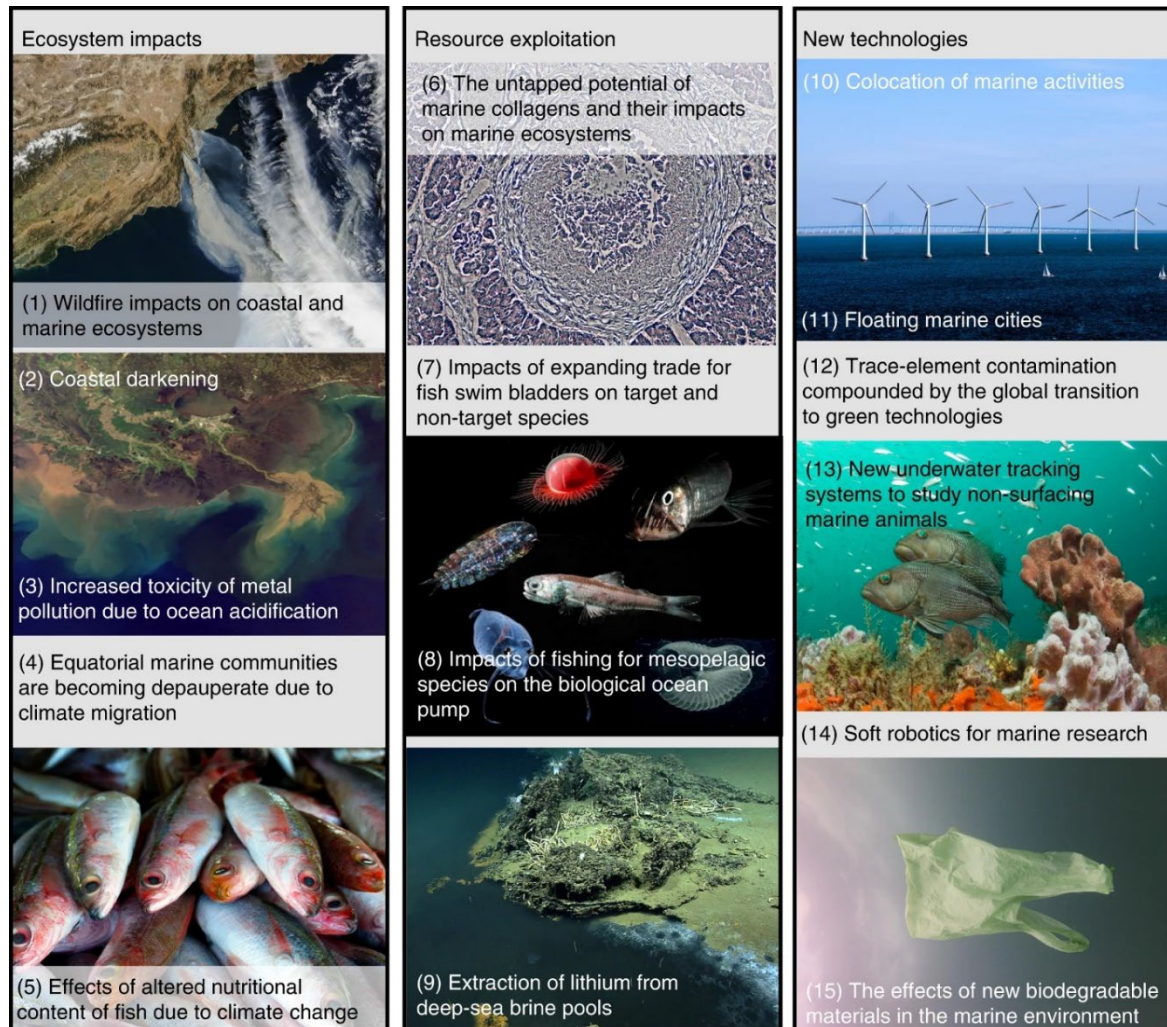 Ecosystem impacts
(1) Wildfire impacts on coastal and
marine ecosystems
(2) Coastal darkening
(3) Increased toxicity of metal
pollution due to ocean acidification
(4) Equatorial marine communities
are becoming depauperate due to
climate migration
(5) Effects of altered nutritional
content of fish due to climate change
Resource exploitation
(6) The untapped potential of
marine collagens and their impacts
on marine ecosystems
(7) Impacts of expanding trade for
fish swim bladders on target and
non-target species
(8) Impacts of fishing for mesopelagic
species on the biological ocean
pump
(9) Extraction of lithium from
deep-sea brine pools
New technologies
(10) Colocation of marine activities
(11) Floating marine cities
(12) Trace-element contamination
compounded by the global transition
to green technologies
(13) New underwater tracking
systems to study non-surfacing
marine animals
(14) Soft robotics for marine research
(15) The effects of new biodegradable
materials in the marine environment